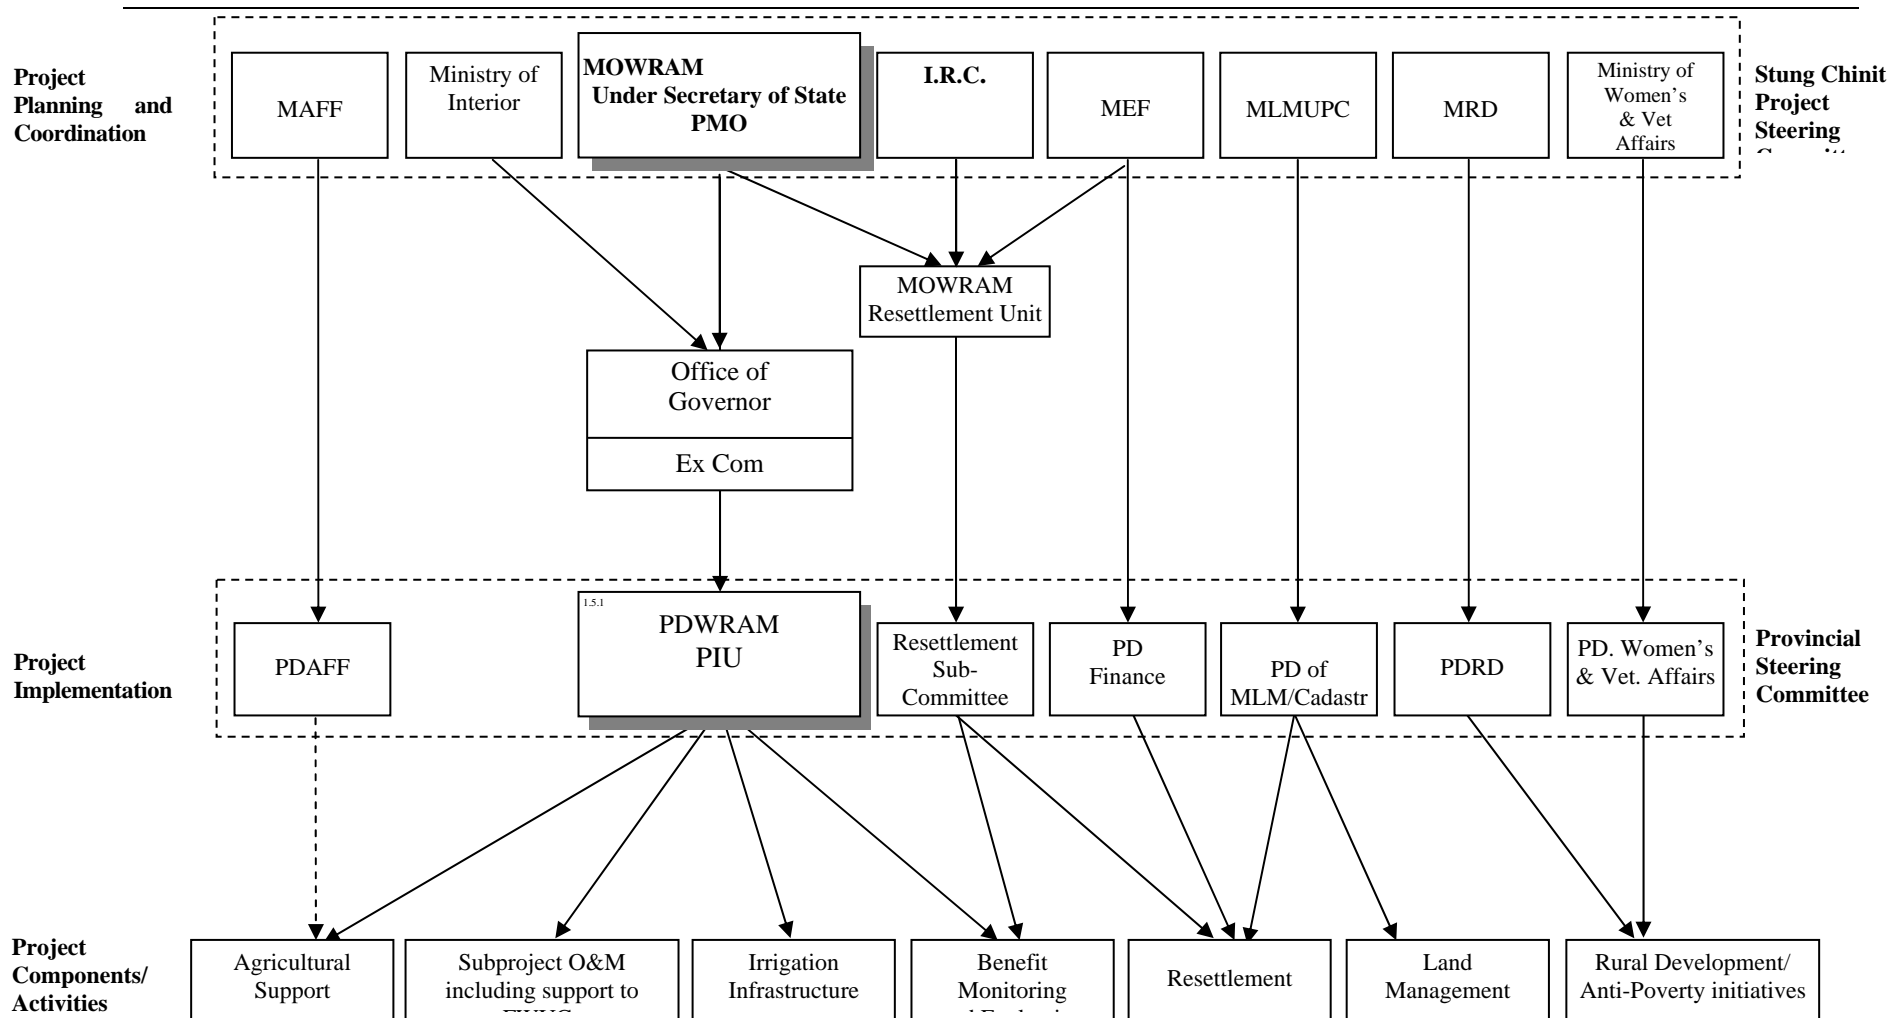 Project
Planning and
Coordination
MAFF
Ministry of
Interior
MOWRAM
Under Secretary of State
PMO
I.R.C.
MEF
MLMUPC
MRD
Ministry of
Women's
& Vet
Affairs
Stung Chinit
Project
Steering
MOWRAM
Resettlement Unit
Office of
Governor
Ex Com
Project
Implementation
PDAFF
1.5.1
PDWRAM
PIU
Resettlement
Sub-
Committee
PD
Finance
PD of
MLM/Cadastr
PDRD
PD. Women's
& Vet. Affairs
Provincial
Steering
Committee
Project
Components/
Activities
Agricultural
Support
Subproject O&M
including support to
Irrigation
Infrastructure
Benefit
Monitoring
Resettlement
Land
Management
Rural Development/
Anti-Poverty initiatives